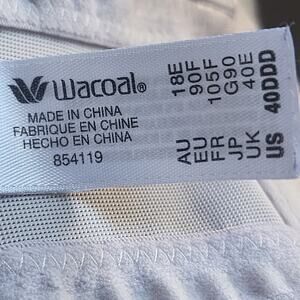 Wacoal®
MADE IN CHINA
FABRIQUE EN CHINE
HECHO EN CHINA
854119
AU 18E
EU 90F
FR 105F
JP G90
UK 40E
US 40DDD